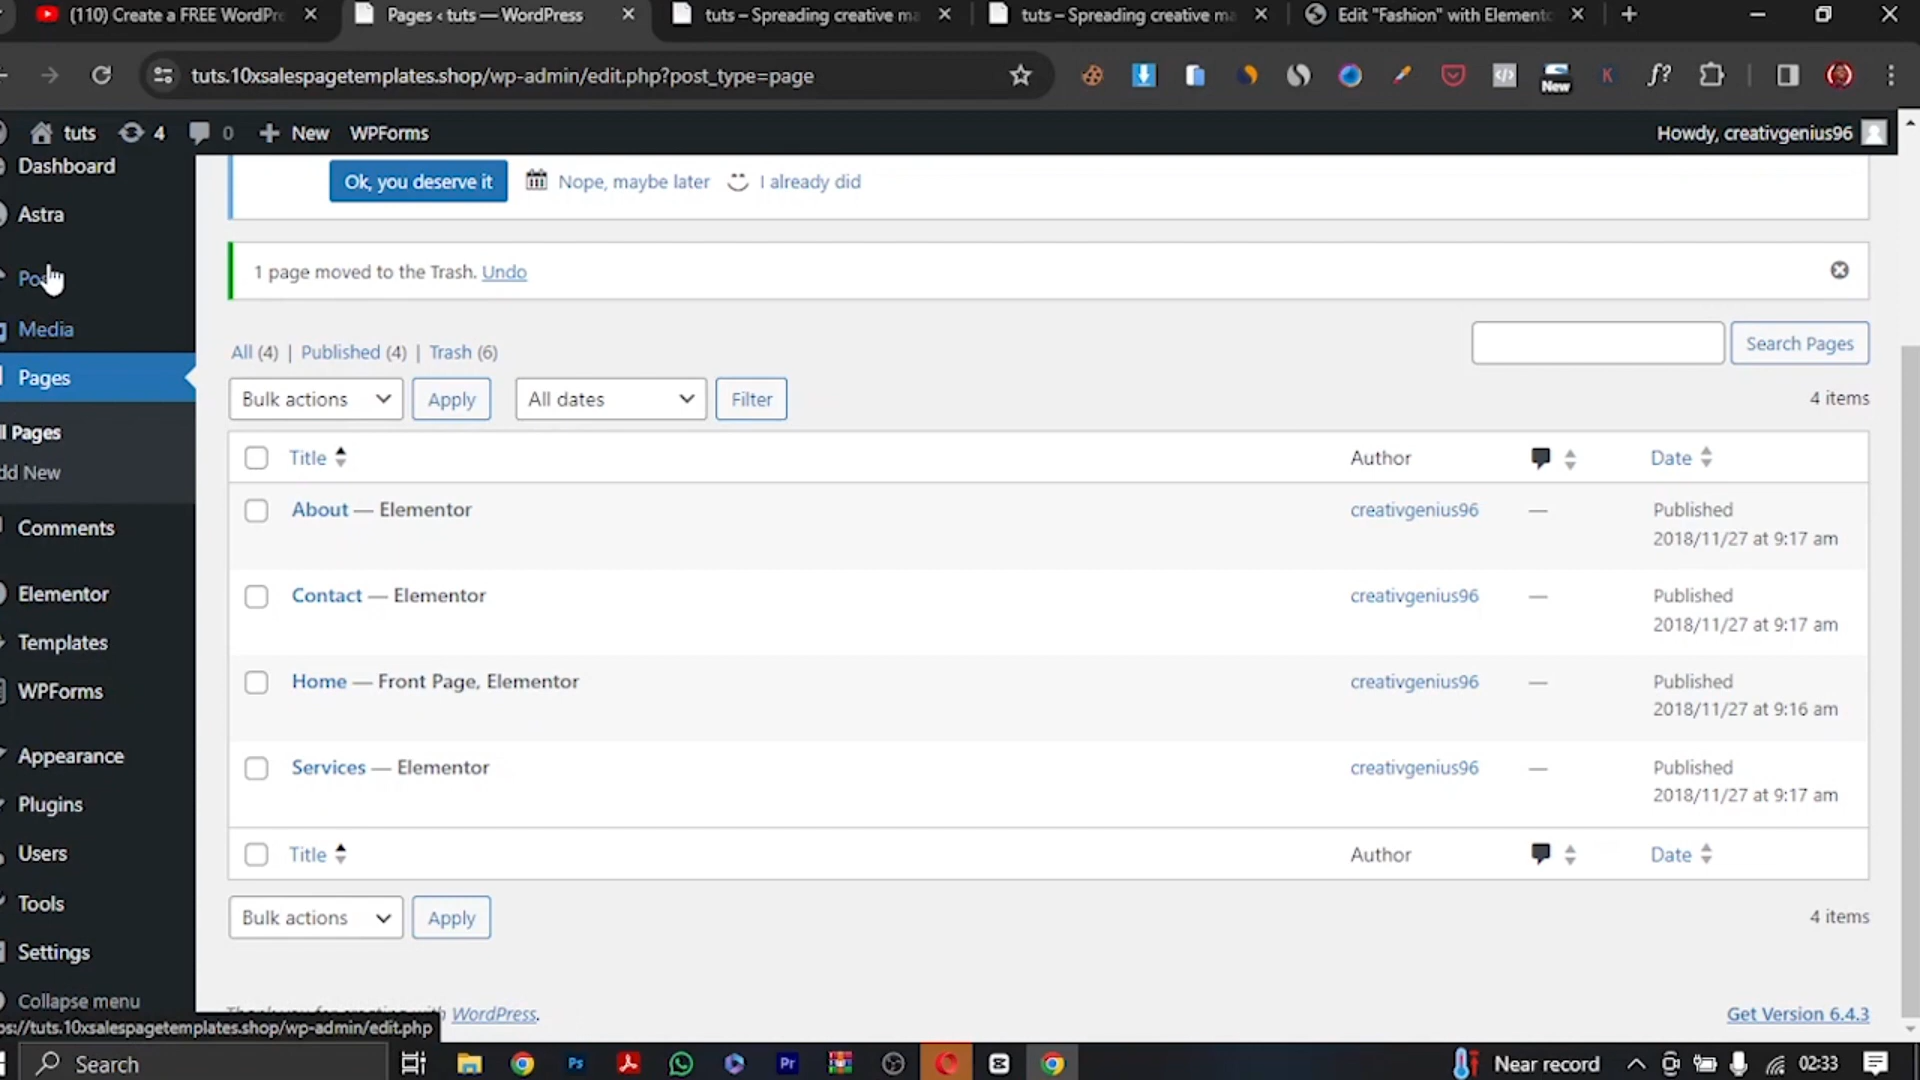 (110) Create a FREE WordPr
Pages ‹ tuts — WordPress
tuts – Spreading creative ma
tuts – Spreading creative ma
Edit "Fashion" with Elemento
tuts.10xsalespagetemplates.shop/wp-admin/edit.php?post_type=page
New
tuts 4 0 New WPForms
Howdy, creativgenius96
Dashboard
Astra
Media
Pages
ll Pages
dd New
Comments
Elementor
Templates
WPForms
Appearance
Plugins
Users
Tools
Settings
Collapse menu
Ok, you deserve it
Nope, maybe later
I already did
1 page moved to the Trash. Undo
All (4) | Published (4) | Trash (6)
Search Pages
Bulk actions
Apply
All dates
Filter
4 items
Title Author Date
About — Elementor creativgenius96 — Published
2018/11/27 at 9:17 am
Contact — Elementor creativgenius96 — Published
2018/11/27 at 9:17 am
Home — Front Page, Elementor creativgenius96 — Published
2018/11/27 at 9:16 am
Services — Elementor creativgenius96 — Published
2018/11/27 at 9:17 am
Title Author Date
Bulk actions
Apply
4 items
WordPress.
Get Version 6.4.3
ps://tuts.10xsalespagetemplates.shop/wp-admin/edit.php
Search
Ps
Pr
Near record
02:33